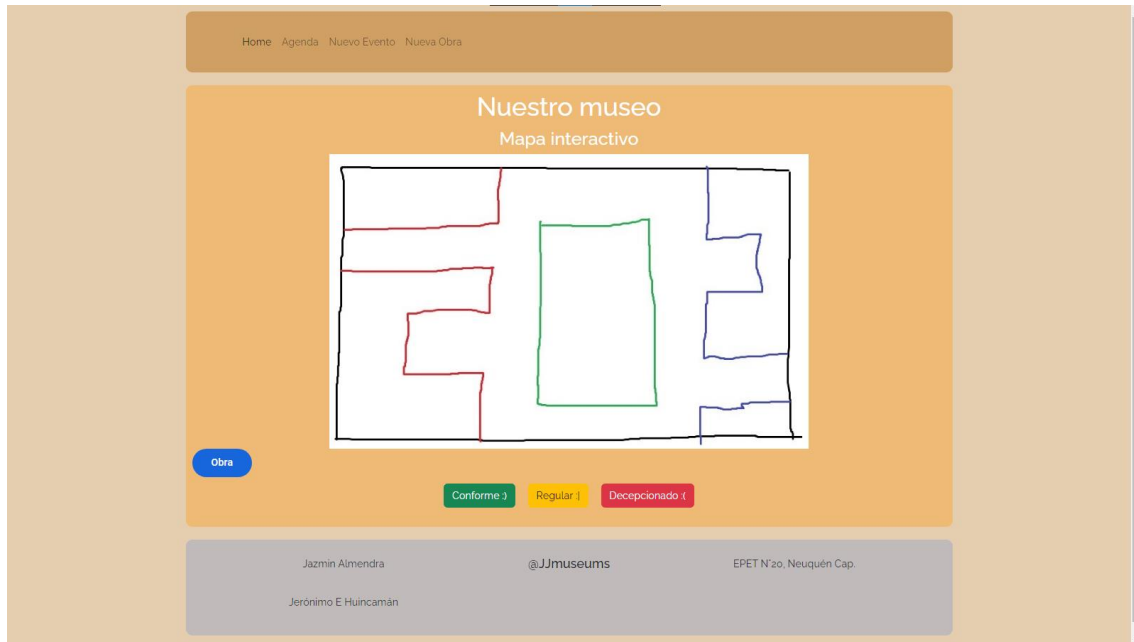 Home Agenda Nuevo Evento Nueva Obra
Nuestro museo
Mapa interactivo
Obra
Conforme :) Regular :| Decepcionado :(
Jazmin Almendra @JJmuseums EPET N°20, Neuquén Cap.
Jerónimo E Huincamán